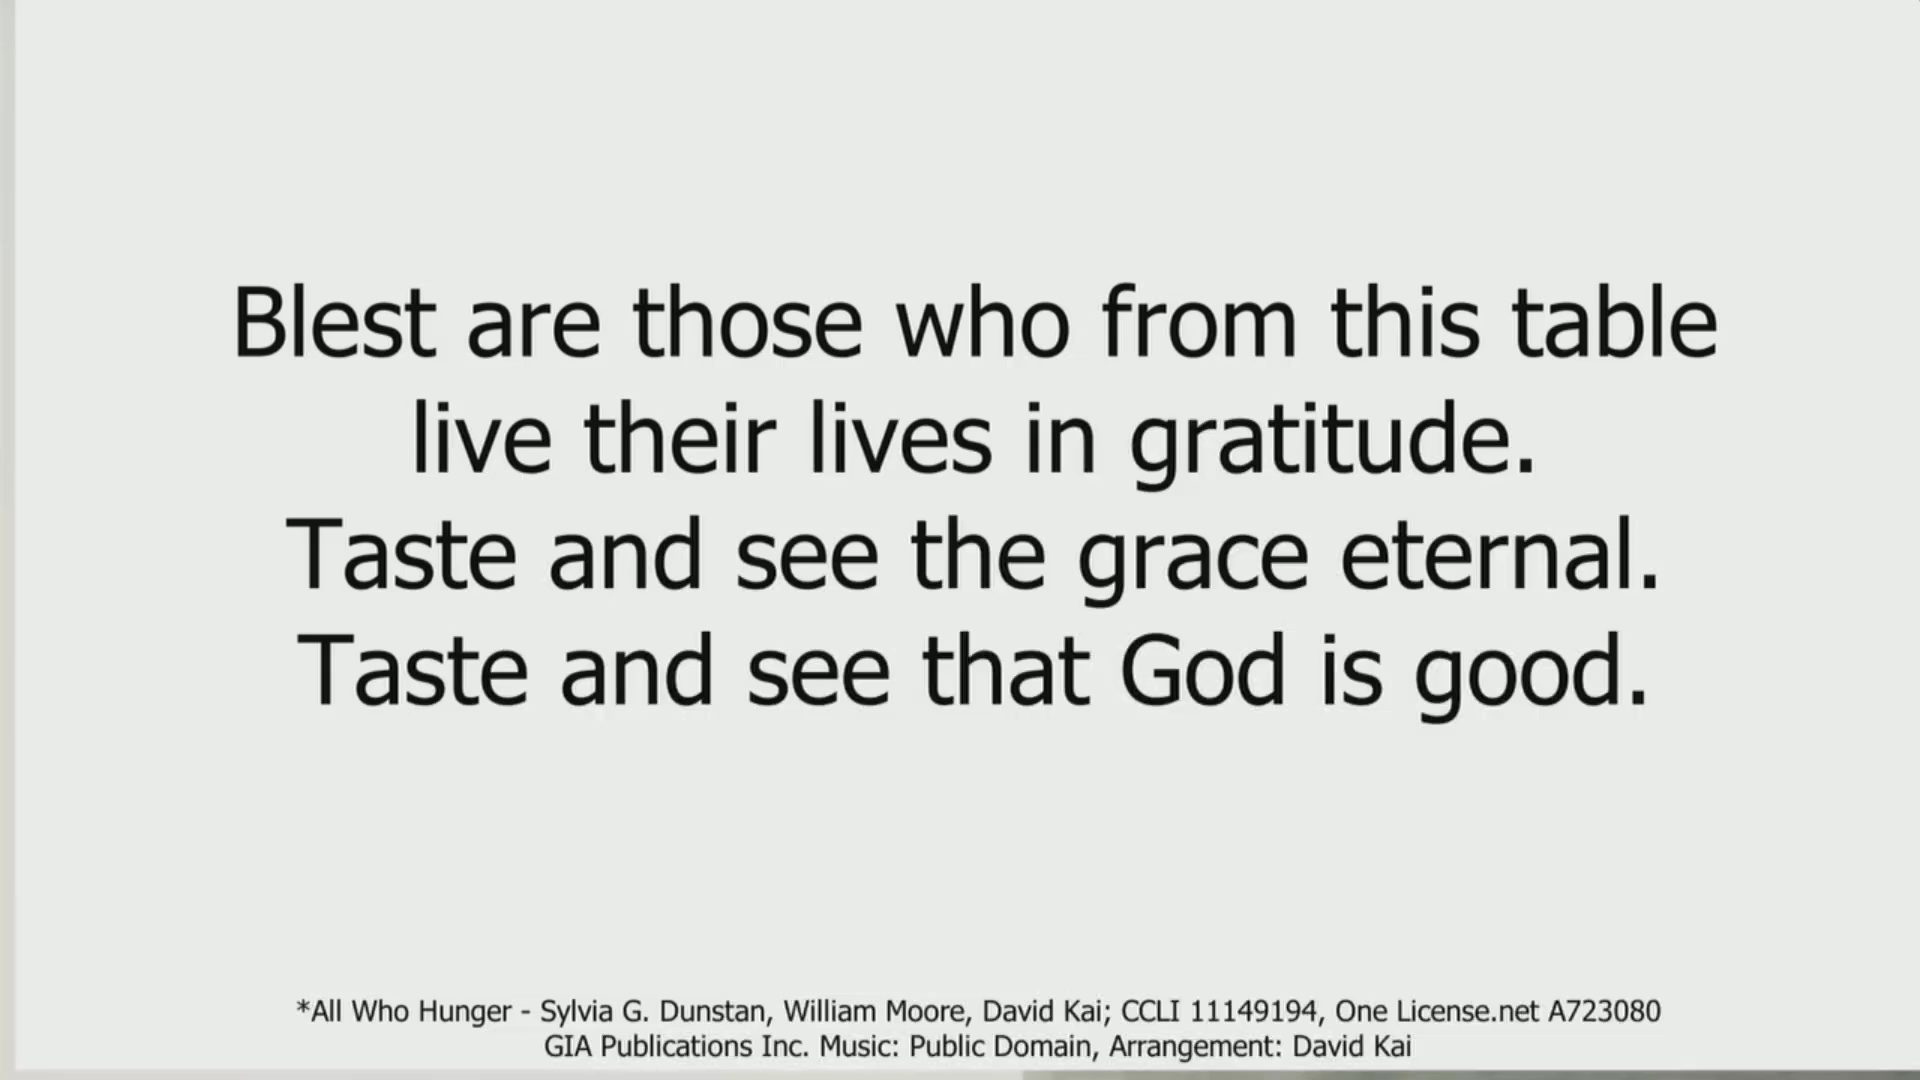 Blest are those who from this table
live their lives in gratitude.
Taste and see the grace eternal.
Taste and see that God is good.
*All Who Hunger - Sylvia G. Dunstan, William Moore, David Kai; CCLI 11149194, One License.net A723080
GIA Publications Inc. Music: Public Domain, Arrangement: David Kai